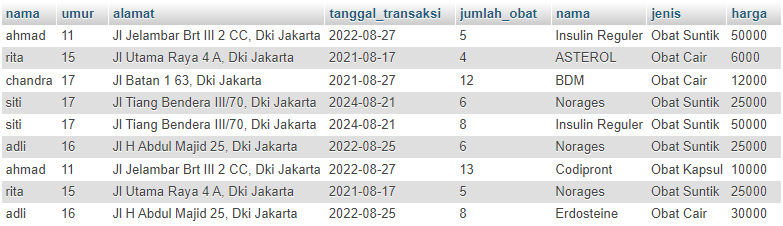 nama umur alamat tanggal_transaksi jumlah_obat nama jenis harga
ahmad 11 Jl Jelambar Brt III 2 CC, Dki Jakarta 2022-08-27 5 Insulin Reguler Obat Suntik 50000
rita 15 Jl Utama Raya 4 A, Dki Jakarta 2021-08-17 4 ASTEROL Obat Cair 6000
chandra 17 Jl Batan 1 63, Dki Jakarta 2021-08-27 12 BDM Obat Cair 12000
siti 17 Jl Tiang Bendera III/70, Dki Jakarta 2024-08-21 6 Norages Obat Suntik 25000
siti 17 Jl Tiang Bendera III/70, Dki Jakarta 2024-08-21 8 Insulin Reguler Obat Suntik 50000
adli 16 Jl H Abdul Majid 25, Dki Jakarta 2022-08-25 6 Norages Obat Suntik 25000
ahmad 11 Jl Jelambar Brt III 2 CC, Dki Jakarta 2022-08-27 13 Codipront Obat Kapsul 10000
rita 15 Jl Utama Raya 4 A, Dki Jakarta 2021-08-17 5 Norages Obat Suntik 25000
adli 16 Jl H Abdul Majid 25, Dki Jakarta 2022-08-25 8 Erdosteine Obat Cair 30000